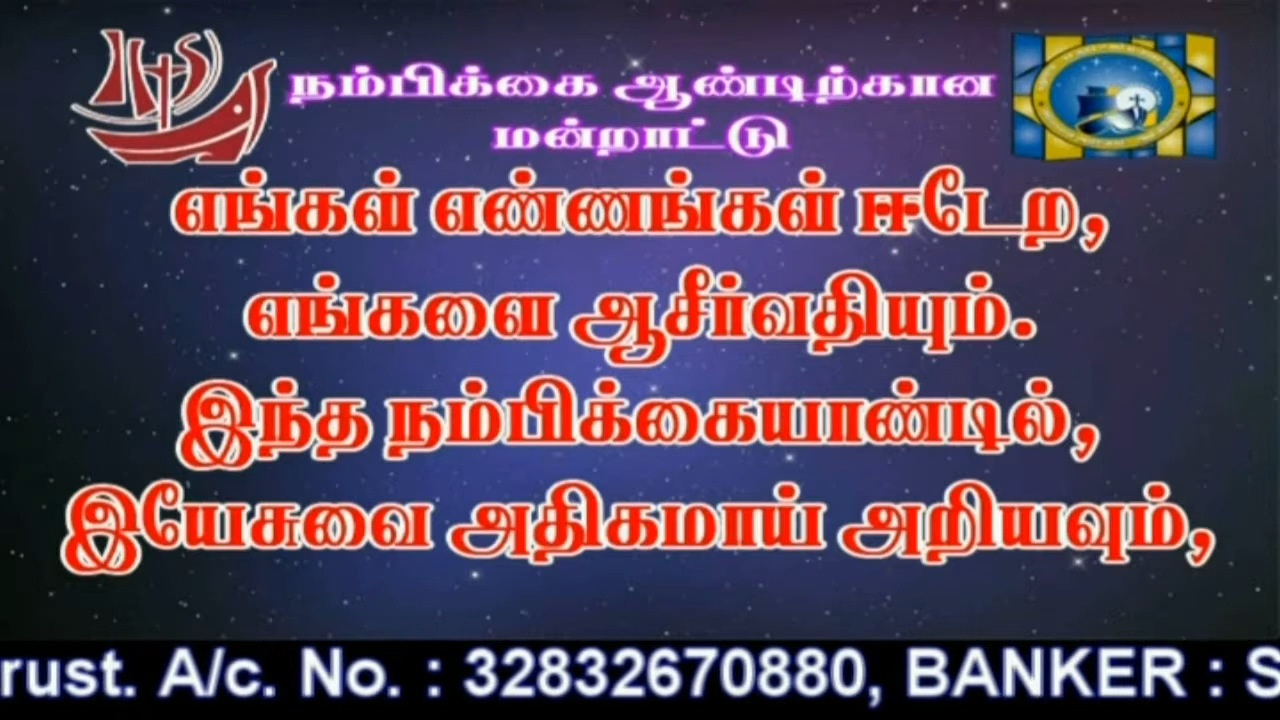 நம்பிக்கை ஆண்டிற்கான
மன்றாட்டு
எங்கள் எண்ணங்கள் ஈடேற,
எங்களை ஆசீர்வதியும்.
இந்த நம்பிக்கையாண்டில்,
இயேசுவை அதிகமாய் அறியவும்,
rust. A/c. No. : 32832670880, BANKER : S